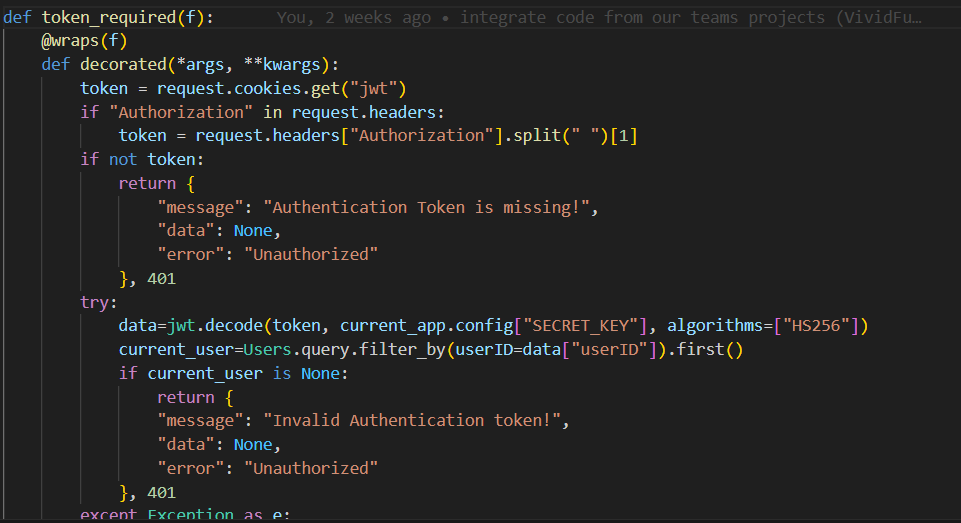 def token_required(f):     You, 2 weeks ago • integrate code from our teams projects (VividFu…
    @wraps(f)
    def decorated(*args, **kwargs):
        token = request.cookies.get("jwt")
        if "Authorization" in request.headers:
            token = request.headers["Authorization"].split(" ")[1]
        if not token:
            return {
                "message": "Authentication Token is missing!",
                "data": None,
                "error": "Unauthorized"
            }, 401
        try:
            data=jwt.decode(token, current_app.config["SECRET_KEY"], algorithms=["HS256"])
            current_user=Users.query.filter_by(userID=data["userID"]).first()
            if current_user is None:
                return {
                "message": "Invalid Authentication token!",
                "data": None,
                "error": "Unauthorized"
            }, 401
        except Exception as e: